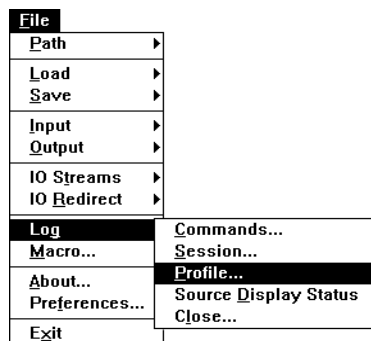 File
Path
Load
Save
Input
Output
IO Streams
IO Redirect
Log
Macro...
About...
Preferences...
Exit
Commands...
Session...
Profile...
Source Display Status
Close...